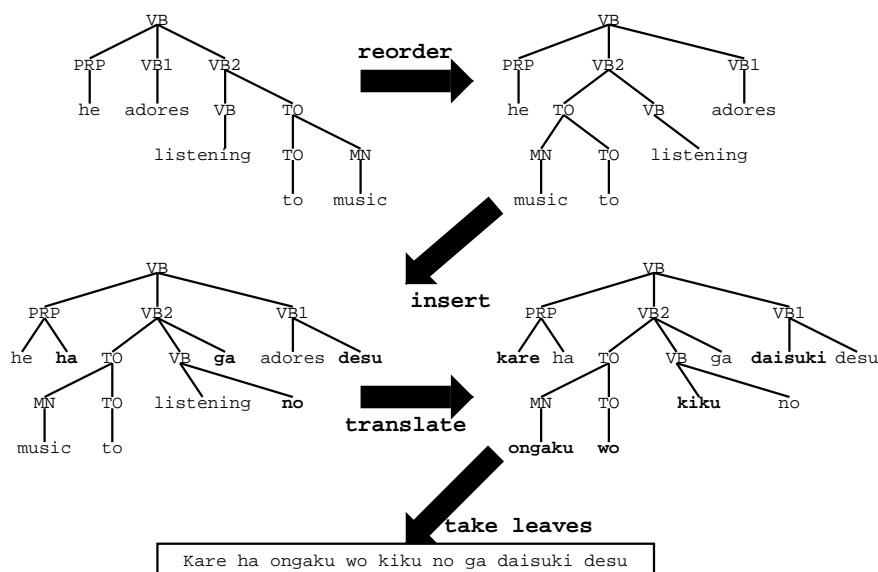 VB VB
reorder
PRP VB1 VB2 PRP VB2 VB1
he adores VB TO he TO VB adores
listening TO MN MN TO listening
to music music to
VB VB
insert
PRP VB2 VB1 PRP VB2 VB1
he ha TO VB ga adores desu kare ha TO VB ga daisuki desu
MN TO listening no MN TO kiku no
translate
music to ongaku wo
take leaves
Kare ha ongaku wo kiku no ga daisuki desu